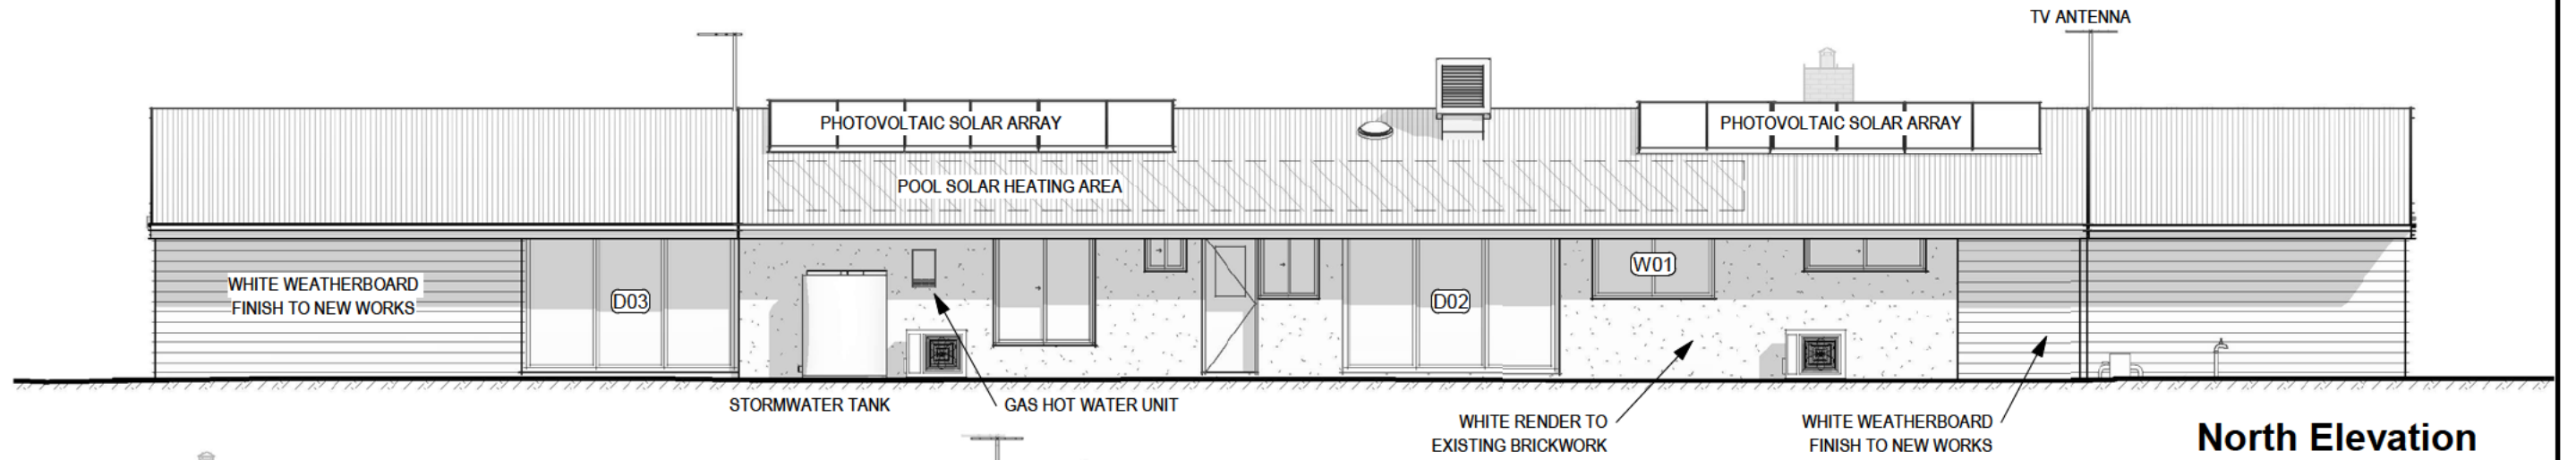 TV ANTENNA
PHOTOVOLTAIC SOLAR ARRAY
PHOTOVOLTAIC SOLAR ARRAY
POOL SOLAR HEATING AREA
WHITE WEATHERBOARD
FINISH TO NEW WORKS
D03
D02
W01
STORMWATER TANK
GAS HOT WATER UNIT
WHITE RENDER TO
EXISTING BRICKWORK
WHITE WEATHERBOARD
FINISH TO NEW WORKS
North Elevation